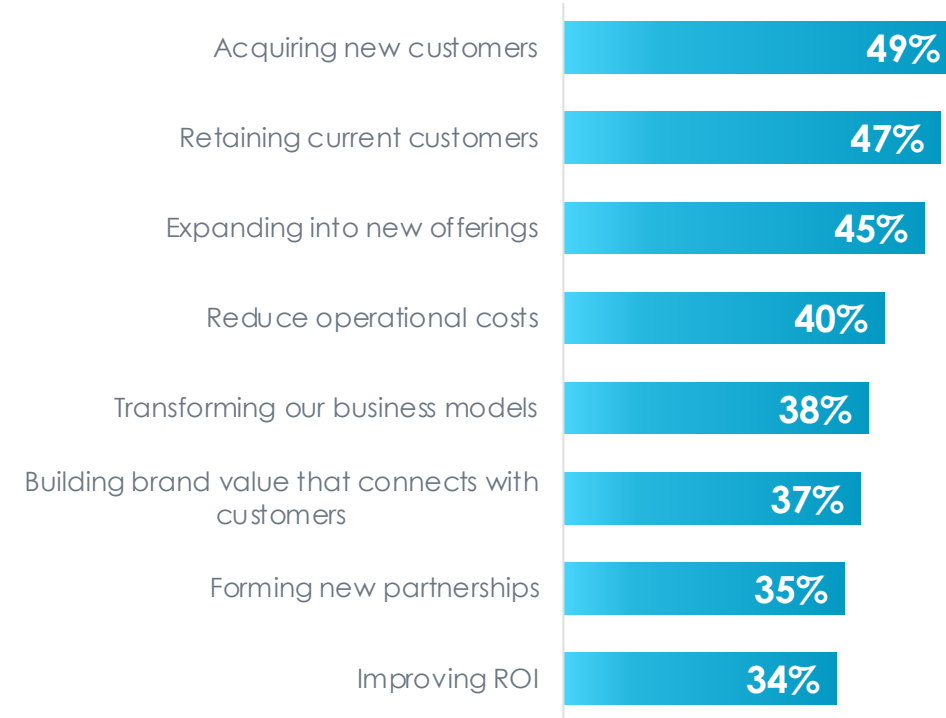 Acquiring new customers 49%
Retaining current customers 47%
Expanding into new offerings 45%
Reduce operational costs 40%
Transforming our business models 38%
Building brand value that connects with
customers 37%
Forming new partnerships 35%
Improving ROI 34%